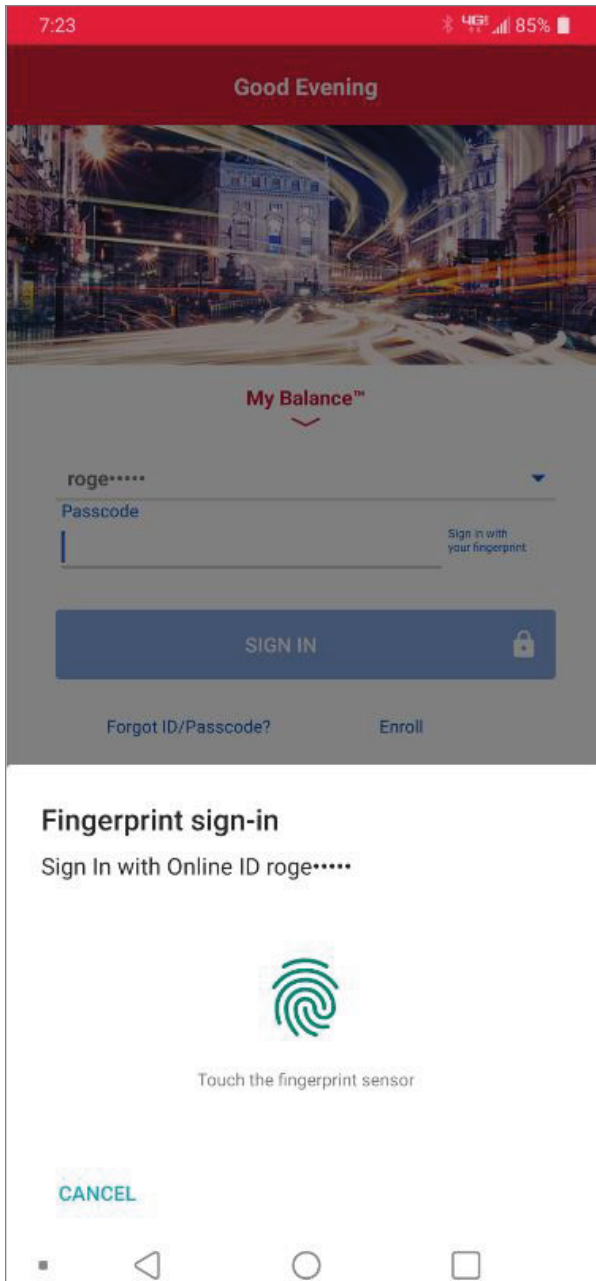 7:23 4G 85%
Good Evening
My Balance™
roge•••••
Passcode
Sign in with
your fingerprint
SIGN IN
Forgot ID/Passcode? Enroll
Fingerprint sign-in
Sign In with Online ID roge•••••
Touch the fingerprint sensor
CANCEL